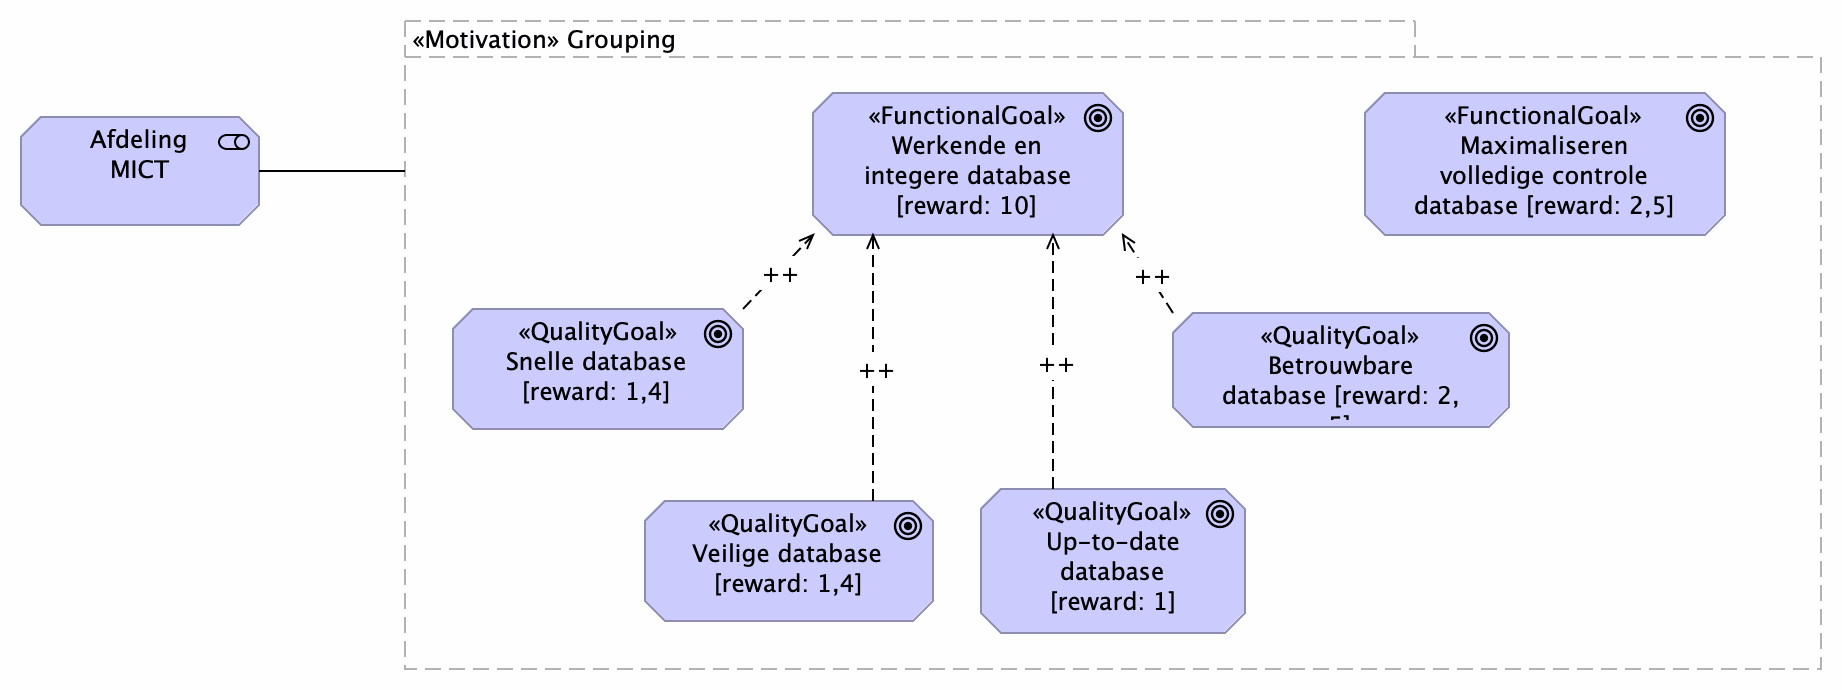 «Motivation» Grouping
Afdeling
MICT
«FunctionalGoal»
Werkende en
integere database
[reward: 10]
«FunctionalGoal»
Maximaliseren
volledige controle
database [reward: 2,5]
++
++
++
++
«QualityGoal»
Snelle database
[reward: 1,4]
«QualityGoal»
Betrouwbare
database [reward: 2,
«QualityGoal»
Veilige database
[reward: 1,4]
«QualityGoal»
Up-to-date
database
[reward: 1]